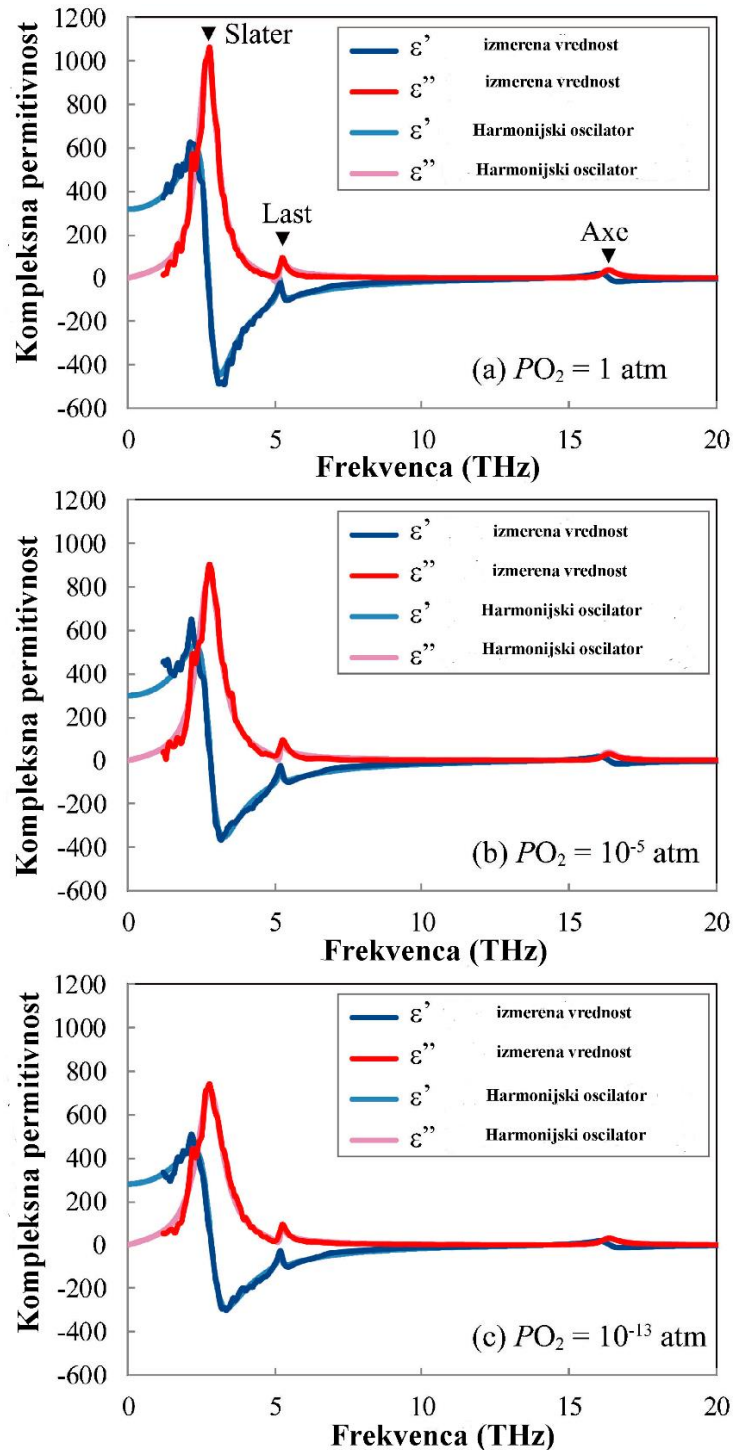 Kompleksna permitivnost
1200
1000
800
600
400
200
0
-200
-400
-600
Slater
Last
Axe
ε’ izmerena vrednost
ε” izmerena vrednost
ε’ Harmonijski oscilator
ε” Harmonijski oscilator
(a) PO₂ = 1 atm
0 5 10 15 20
Frekvenca (THz)
Kompleksna permitivnost
1200
1000
800
600
400
200
0
-200
-400
-600
ε’ izmerena vrednost
ε” izmerena vrednost
ε’ Harmonijski oscilator
ε” Harmonijski oscilator
(b) PO₂ = 10⁻⁵ atm
0 5 10 15 20
Frekvenca (THz)
Kompleksna permitivnost
1200
1000
800
600
400
200
0
-200
-400
-600
ε’ izmerena vrednost
ε” izmerena vrednost
ε’ Harmonijski oscilator
ε” Harmonijski oscilator
(c) PO₂ = 10⁻¹³ atm
0 5 10 15 20
Frekvenca (THz)